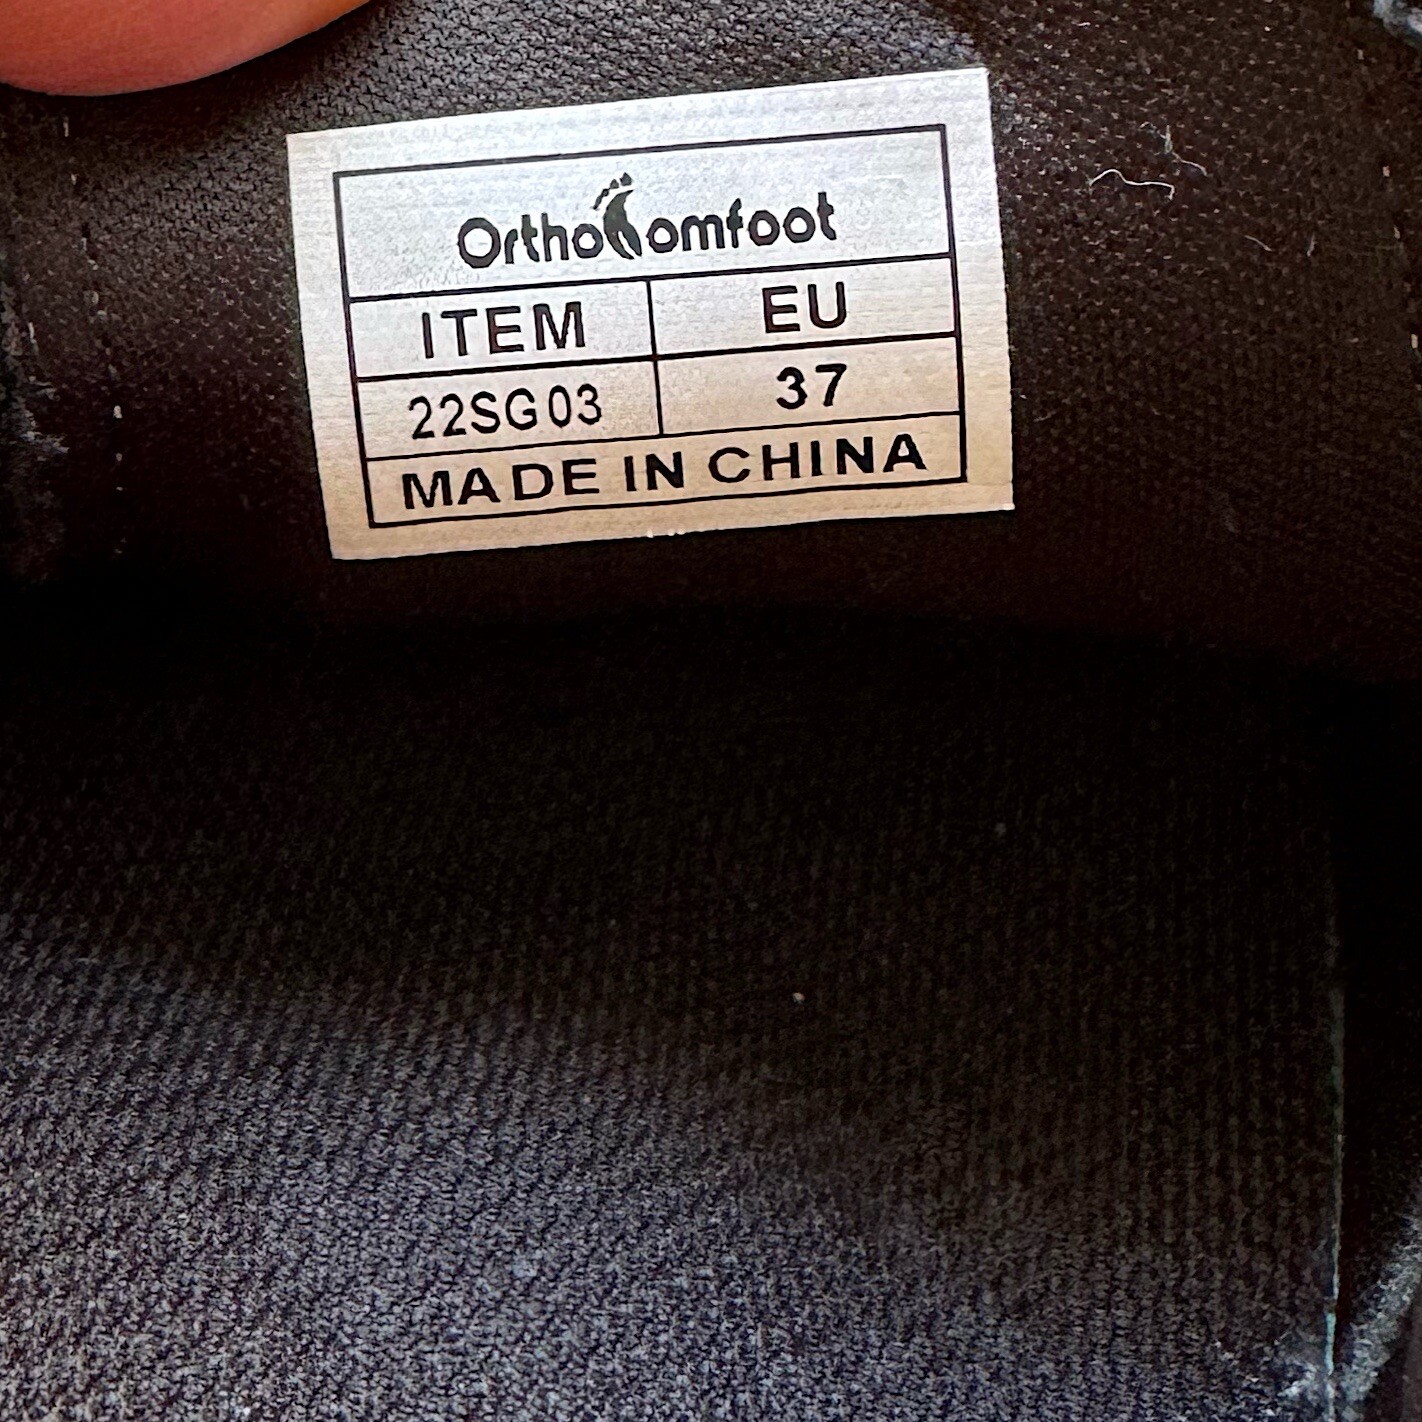 OrthoComfoot
ITEM EU
22SG03 37
MADE IN CHINA